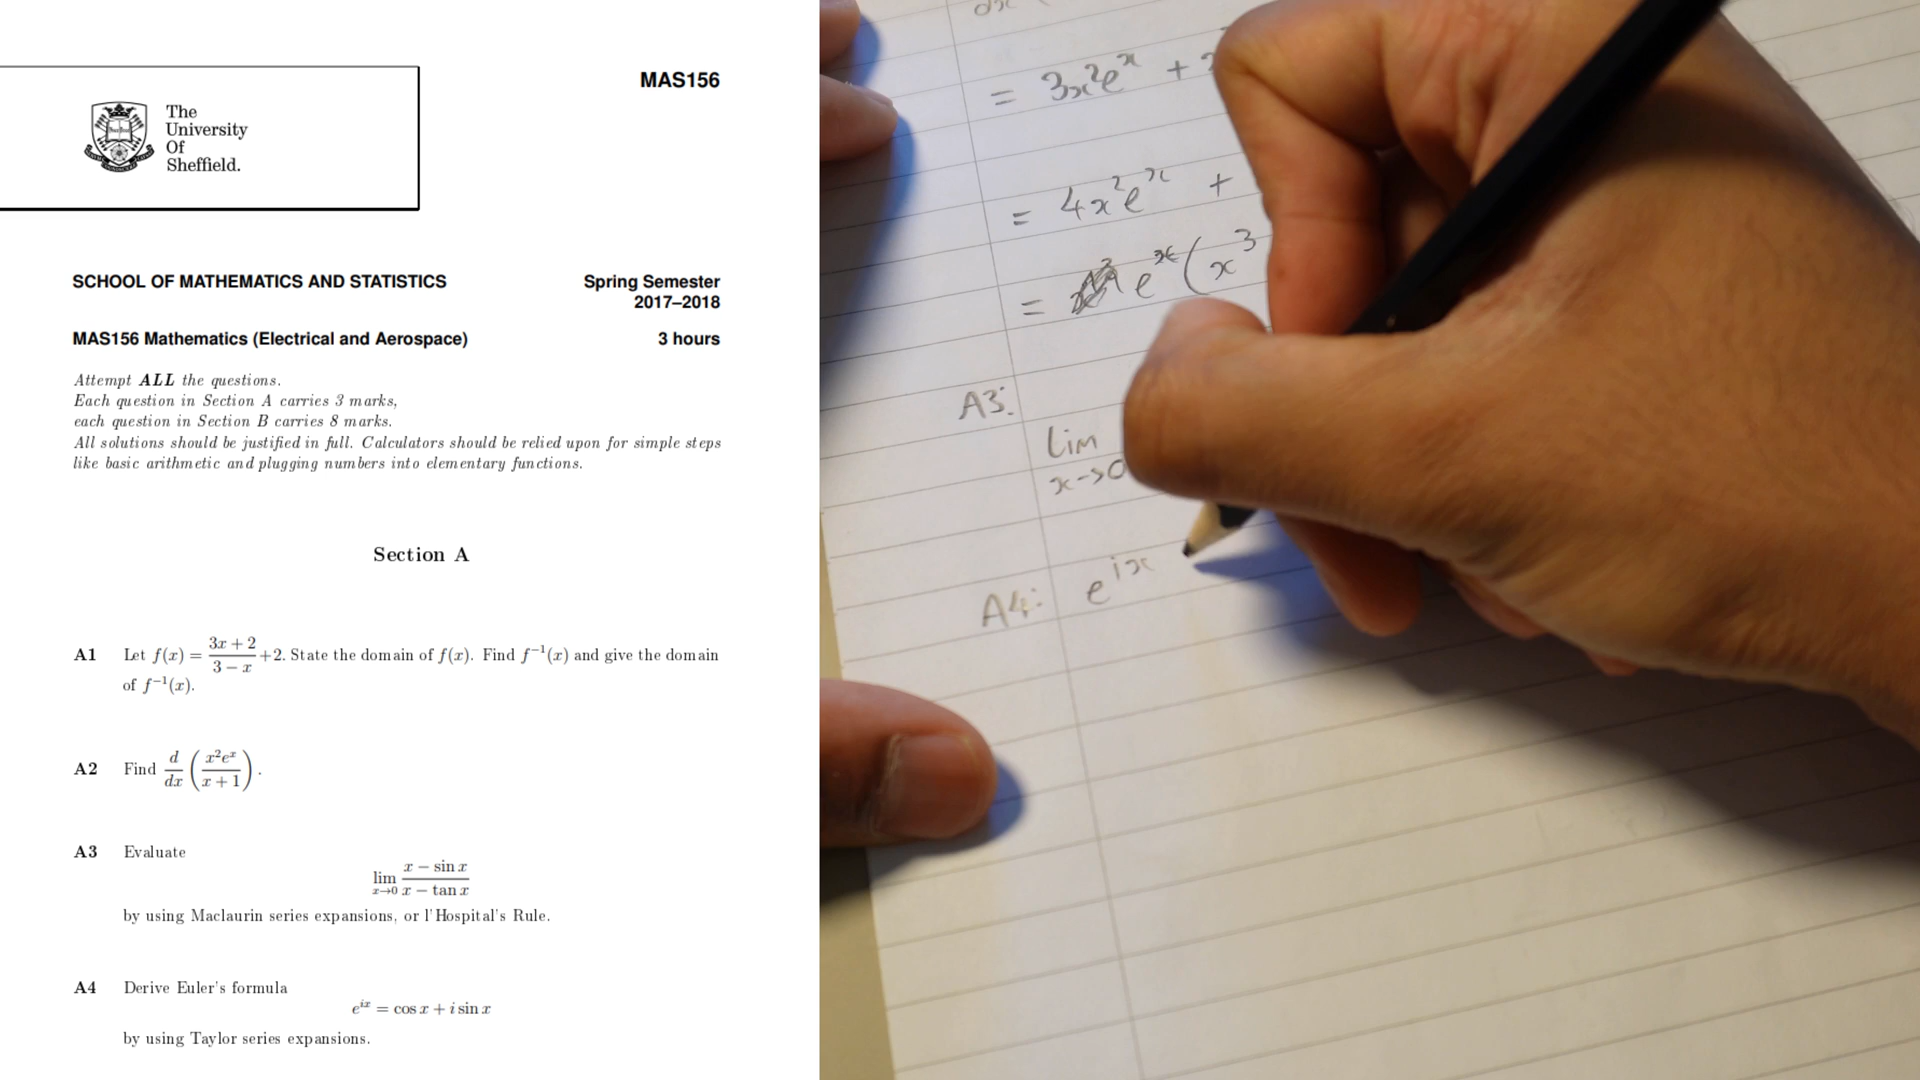 MAS156
The
University
Of
Sheffield.
SCHOOL OF MATHEMATICS AND STATISTICS
Spring Semester
2017–2018
MAS156 Mathematics (Electrical and Aerospace)
3 hours
Attempt ALL the questions.
Each question in Section A carries 3 marks,
each question in Section B carries 8 marks.
All solutions should be justified in full. Calculators should be relied upon for simple steps
like basic arithmetic and plugging numbers into elementary functions.
Section A
A1 Let f(x) = (3x + 2)/(3 − x) +2. State the domain of f(x). Find f⁻¹(x) and give the domain
of f⁻¹(x).
A2 Find d/dx (x²eˣ/(x + 1)).
A3 Evaluate
lim x→0 (x − sin x)/(x − tan x)
by using Maclaurin series expansions, or l'Hospital's Rule.
A4 Derive Euler's formula
eⁱˣ = cos x + i sin x
by using Taylor series expansions.
dx
= 3x²eˣ +
= 4x²eˣ +
= eˣ(x³
A3:
lim
x→0
A4: eⁱˣ